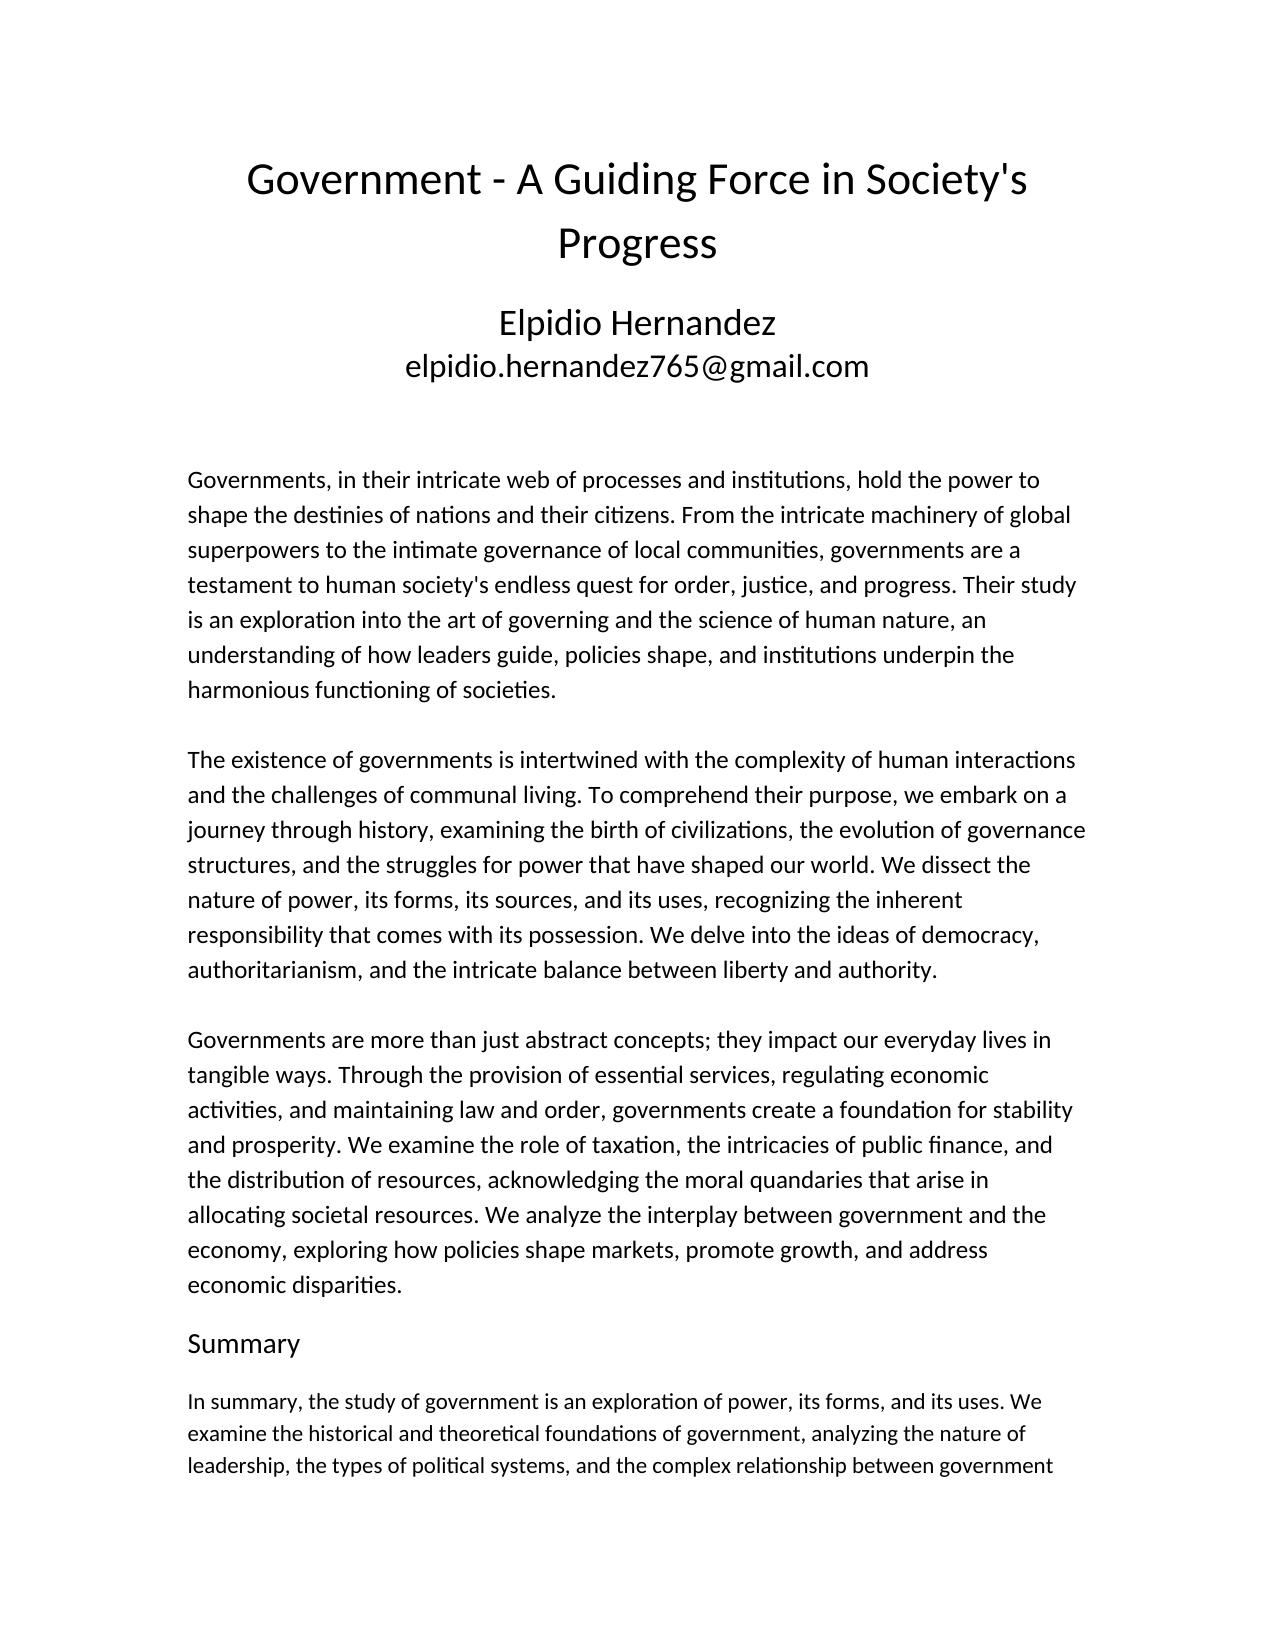 Government - A Guiding Force in Society's
Progress
Elpidio Hernandez
elpidio.hernandez765@gmail.com
Governments, in their intricate web of processes and institutions, hold the power to
shape the destinies of nations and their citizens. From the intricate machinery of global
superpowers to the intimate governance of local communities, governments are a
testament to human society's endless quest for order, justice, and progress. Their study
is an exploration into the art of governing and the science of human nature, an
understanding of how leaders guide, policies shape, and institutions underpin the
harmonious functioning of societies.
The existence of governments is intertwined with the complexity of human interactions
and the challenges of communal living. To comprehend their purpose, we embark on a
journey through history, examining the birth of civilizations, the evolution of governance
structures, and the struggles for power that have shaped our world. We dissect the
nature of power, its forms, its sources, and its uses, recognizing the inherent
responsibility that comes with its possession. We delve into the ideas of democracy,
authoritarianism, and the intricate balance between liberty and authority.
Governments are more than just abstract concepts; they impact our everyday lives in
tangible ways. Through the provision of essential services, regulating economic
activities, and maintaining law and order, governments create a foundation for stability
and prosperity. We examine the role of taxation, the intricacies of public finance, and
the distribution of resources, acknowledging the moral quandaries that arise in
allocating societal resources. We analyze the interplay between government and the
economy, exploring how policies shape markets, promote growth, and address
economic disparities.
Summary
In summary, the study of government is an exploration of power, its forms, and its uses. We
examine the historical and theoretical foundations of government, analyzing the nature of
leadership, the types of political systems, and the complex relationship between government